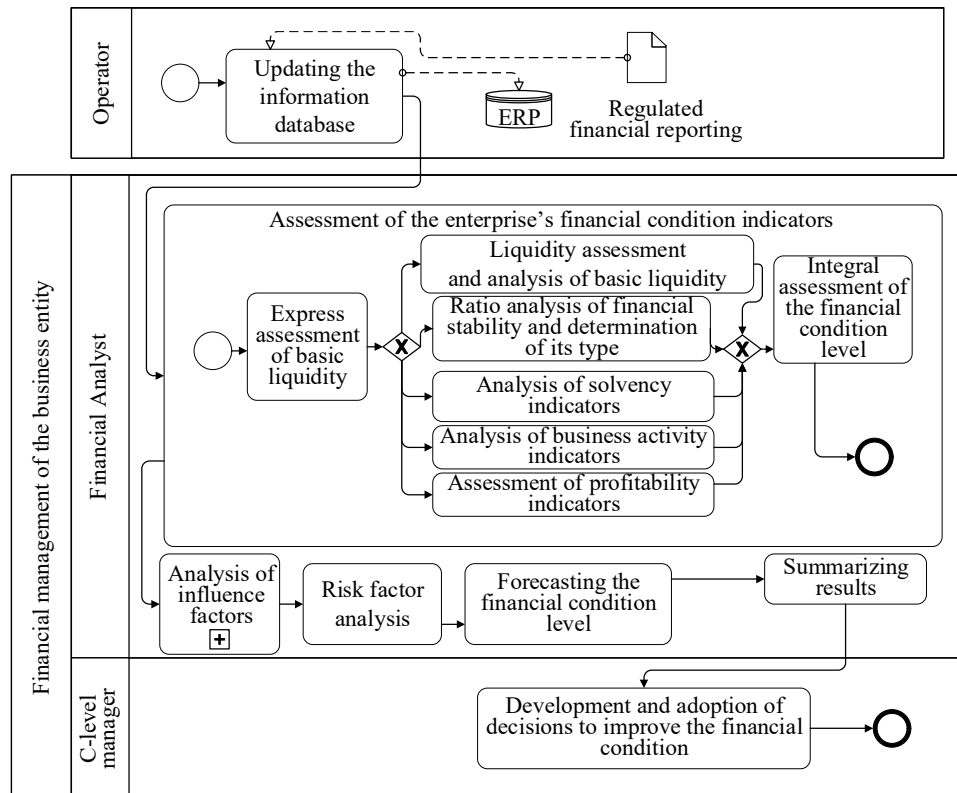 Operator
Updating the
information
database
ERP
Regulated
financial reporting
Financial management of the business entity
Financial Analyst
Assessment of the enterprise's financial condition indicators
Express
assessment
of basic
liquidity
X
Liquidity assessment
and analysis of basic liquidity
Ratio analysis of financial
stability and determination
of its type
Analysis of solvency
indicators
Analysis of business activity
indicators
Assessment of profitability
indicators
X
Integral
assessment of
the financial
condition
level
Analysis of
influence
factors
+
Risk factor
analysis
Forecasting the
financial condition
level
Summarizing
results
C-level
manager
Development and adoption of
decisions to improve the financial
condition